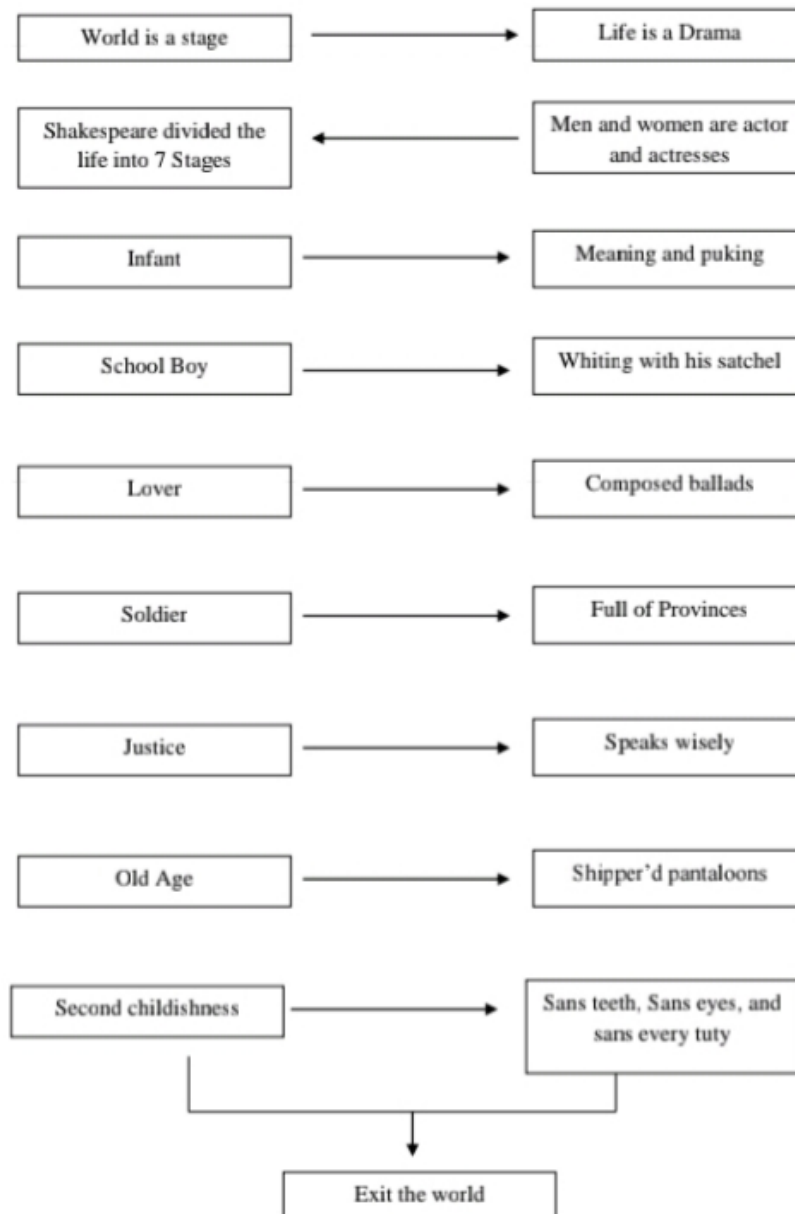 World is a stage
Life is a Drama
Shakespeare divided the
life into 7 Stages
Men and women are actor
and actresses
Infant
Meaning and puking
School Boy
Whiting with his satchel
Lover
Composed ballads
Soldier
Full of Provinces
Justice
Speaks wisely
Old Age
Shipper'd pantaloons
Second childishness
Sans teeth, Sans eyes, and
sans every tuty
Exit the world